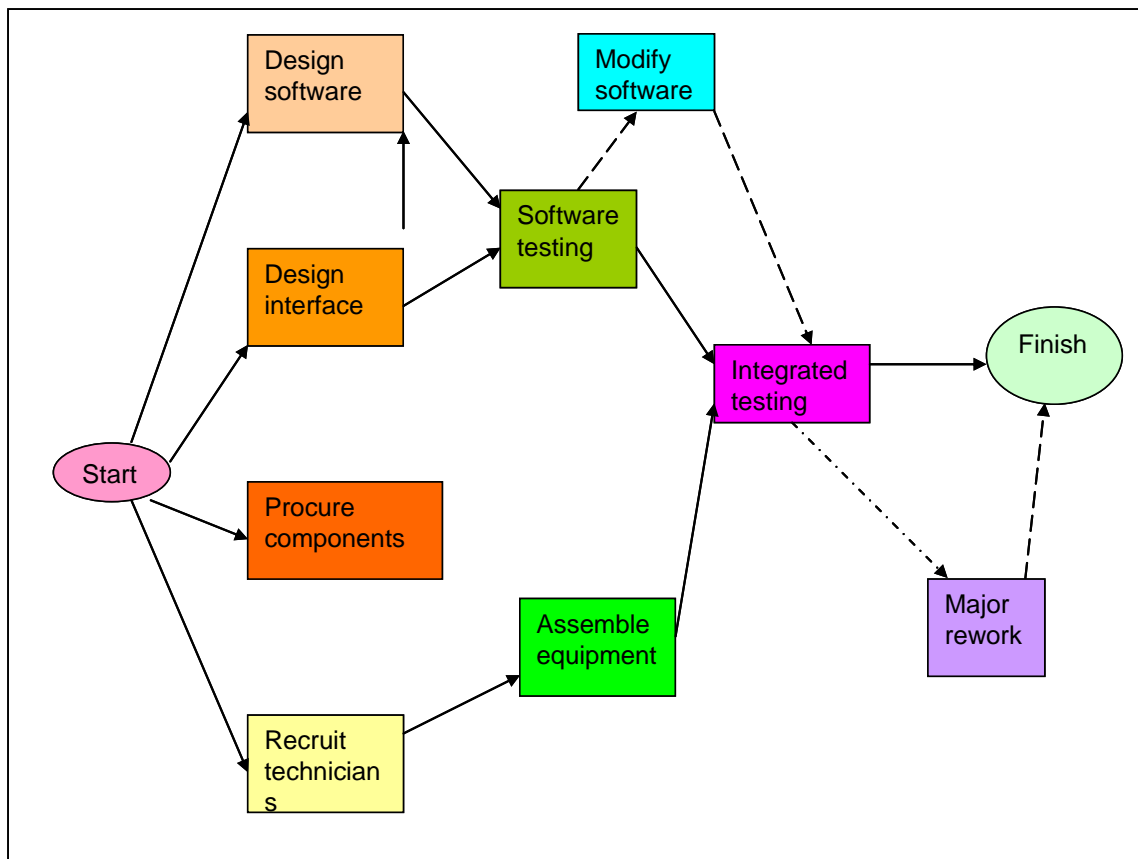 Design
software
Modify
software
Software
testing
Design
interface
Integrated
testing
Finish
Start
Procure
components
Assemble
equipment
Major
rework
Recruit
technician
s